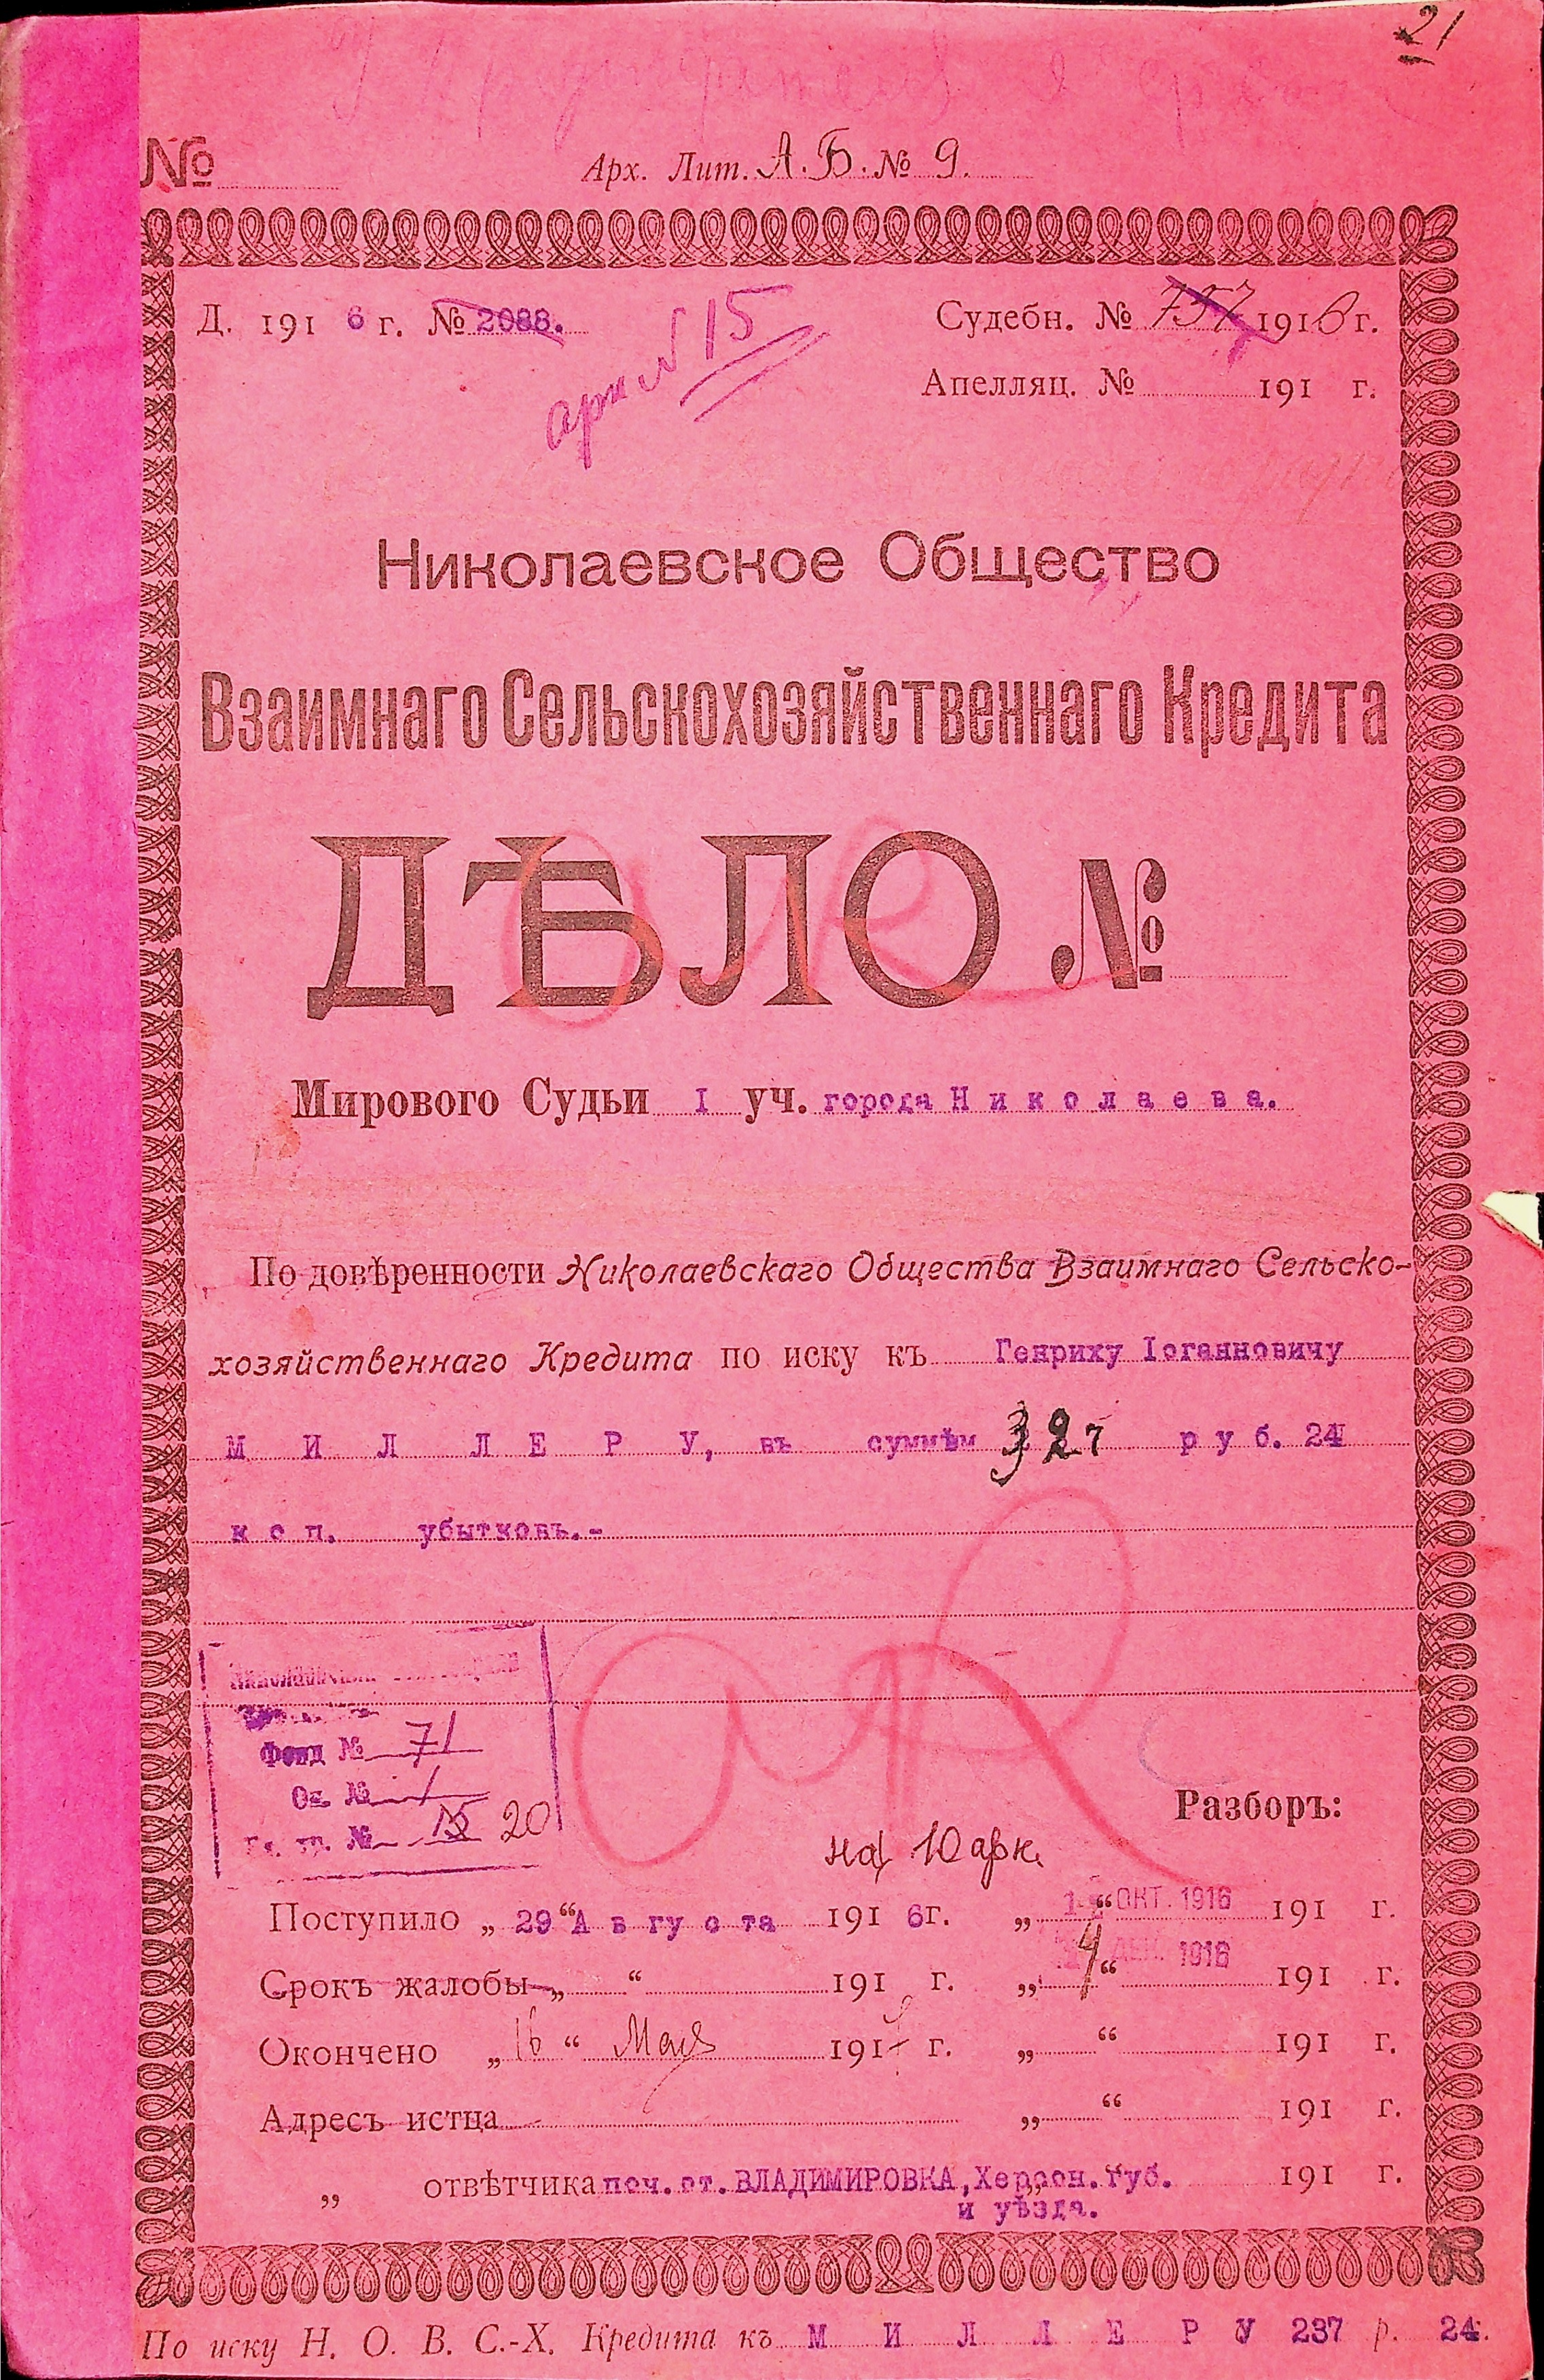 21
№
Арх. Лит. А. Б. № 9.
Д. 1916 г. № 2088.
Судебн. № 757 1916 г.
арк N 15
Апелляц. № 191 г.
Николаевское Общество
Взаимнаго Сельскохозяйственнаго Кредита
ДѢЛО №
Мирового Судьи I уч. города Николаева.
По довѣренности Николаевскаго Общества Взаимнаго Сельско-
хозяйственнаго Кредита по иску къ Генриху Іоганновичу
МИЛЛЕРУ, въ суммѣ 327 руб. 24
коп. убытковъ.-
Фонд № 71
Оп. № 1
№ 15 20
Разборъ:
на 10 арк.
Поступило „ 29 “ Августа 1916 г. „ “ ОКТ. 1916 191 г.
Срокъ жалобы „ “ 191 г. „ 4 “ ДЕК. 1916 191 г.
Окончено „ 16 “ Мая 191 г. „ “ 191 г.
Адресъ истца „ “ 191 г.
„ отвѣтчика поч. ст. ВЛАДИМИРОВКА, Херсон. Губ. 191 г.
и уѣзда.
По иску Н. О. В. С.-Х. Кредита къ МИЛЛЕРУ 237 р. 24.